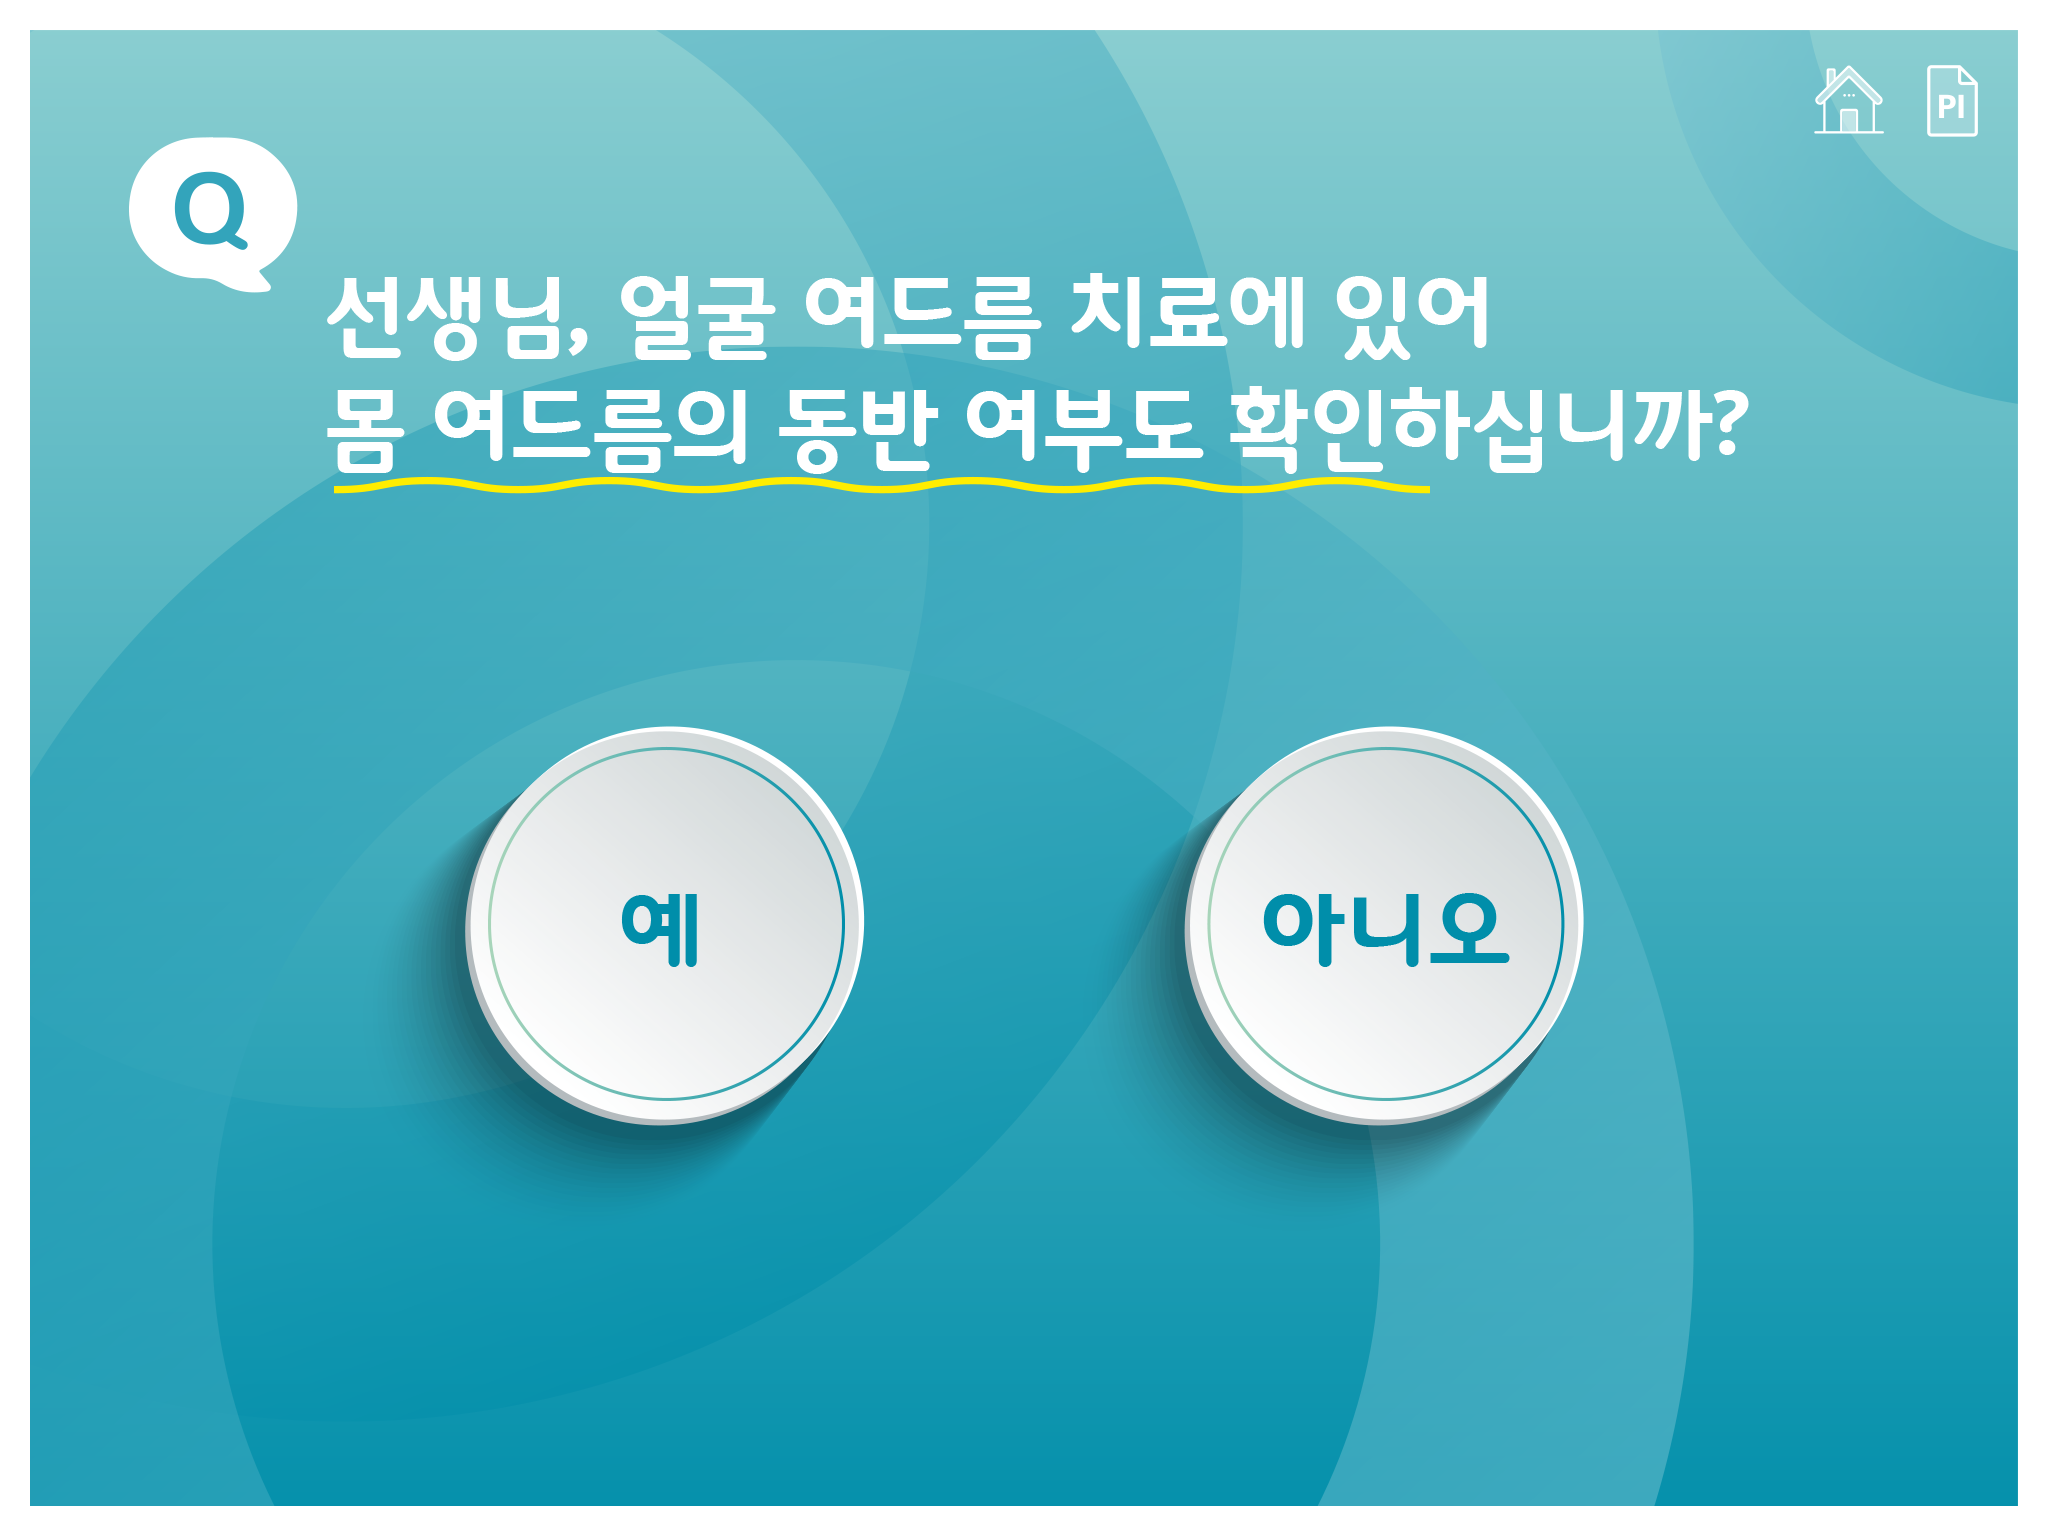 PI
Q
선생님, 얼굴 여드름 치료에 있어
몸 여드름의 동반 여부도 확인하십니까?
예
아니오